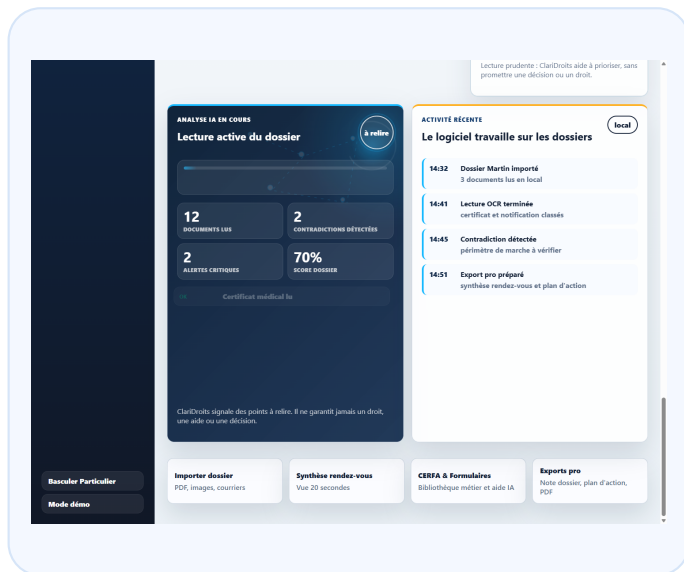 Lecture prudente : ClariDroits aide à prioriser, sans
promettre une décision ou un droit.
ANALYSE IA EN COURS
Lecture active du dossier
à relire
12
DOCUMENTS LUS
2
CONTRADICTIONS DÉTECTÉES
2
ALERTES CRITIQUES
70%
SCORE DOSSIER
Certificat médical lu
ClariDroits signale des points à relire. Il ne garantit jamais un droit,
une aide ou une décision.
ACTIVITÉ RÉCENTE
Le logiciel travaille sur les dossiers
local
14:32 Dossier Martin importé
3 documents lus en local
14:41 Lecture OCR terminée
certificat et notification classés
14:45 Contradiction détectée
périmètre de marche à vérifier
14:51 Export pro préparé
synthèse rendez-vous et plan d'action
Basculer Particulier
Mode démo
Importer dossier
PDF, images, courriers
Synthèse rendez-vous
Vue 20 secondes
CERFA & Formulaires
Bibliothèque métier et aide IA
Exports pro
Note dossier, plan d'action,
PDF